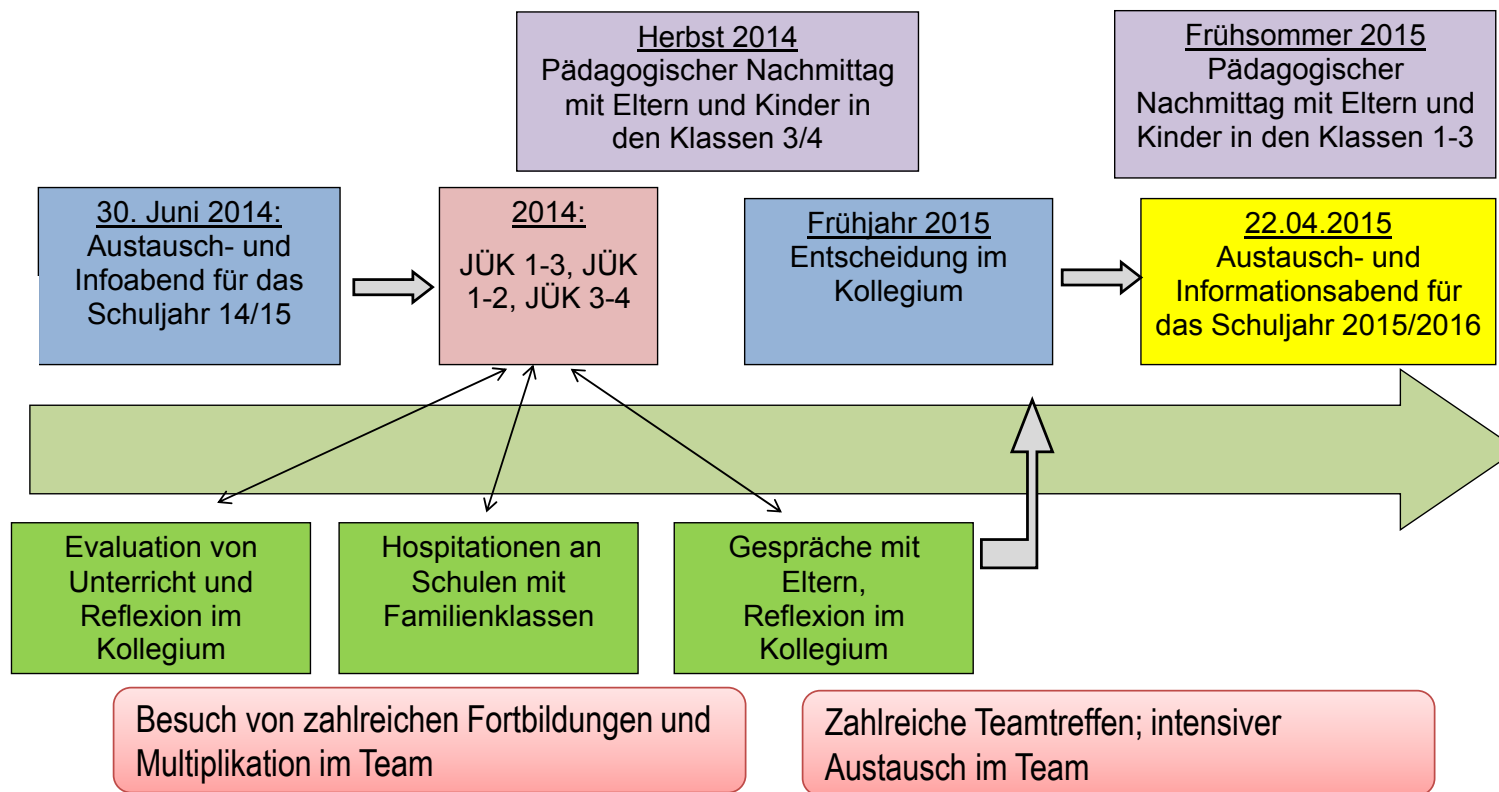 Herbst 2014
Pädagogischer Nachmittag
mit Eltern und Kinder in
den Klassen 3/4
Frühsommer 2015
Pädagogischer
Nachmittag mit Eltern und
Kinder in den Klassen 1-3
30. Juni 2014:
Austausch- und
Infoabend für das
Schuljahr 14/15
2014:
JÜK 1-3, JÜK
1-2, JÜK 3-4
Frühjahr 2015
Entscheidung im
Kollegium
22.04.2015
Austausch- und
Informationsabend für
das Schuljahr 2015/2016
Evaluation von
Unterricht und
Reflexion im
Kollegium
Hospitationen an
Schulen mit
Familienklassen
Gespräche mit
Eltern,
Reflexion im
Kollegium
Besuch von zahlreichen Fortbildungen und
Multiplikation im Team
Zahlreiche Teamtreffen; intensiver
Austausch im Team